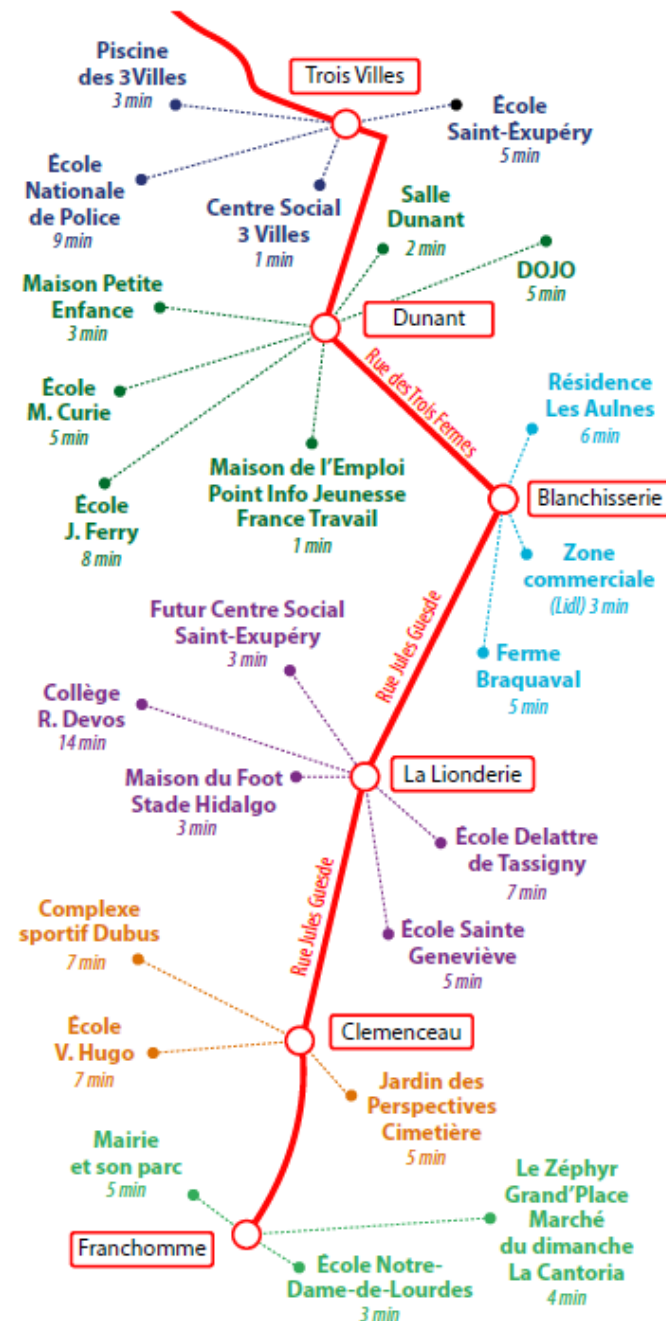 Piscine
des 3Villes
3 min
Trois Villes
École
Saint-Éxupéry
5 min
École
Nationale
de Police
9 min
Centre Social
3 Villes
1 min
Salle
Dunant
2 min
DOJO
5 min
Maison Petite
Enfance
3 min
Dunant
Rue des Trois Fermes
École
M. Curie
5 min
Résidence
Les Aulnes
6 min
École
J. Ferry
8 min
Maison de l’Emploi
Point Info Jeunesse
France Travail
1 min
Blanchisserie
Zone
commerciale
(Lidl) 3 min
Rue Jules Guesde
Futur Centre Social
Saint-Exupéry
3 min
Ferme
Braquaval
5 min
Collège
R. Devos
14 min
Maison du Foot
Stade Hidalgo
3 min
La Lionderie
École Delattre
de Tassigny
7 min
Rue Jules Guesde
Complexe
sportif Dubus
7 min
École Sainte
Geneviève
5 min
École
V. Hugo
7 min
Clemenceau
Jardin des
Perspectives
Cimetière
5 min
Mairie
et son parc
5 min
Franchomme
École Notre-
Dame-de-Lourdes
3 min
Le Zéphyr
Grand’Place
Marché
du dimanche
La Cantoria
4 min